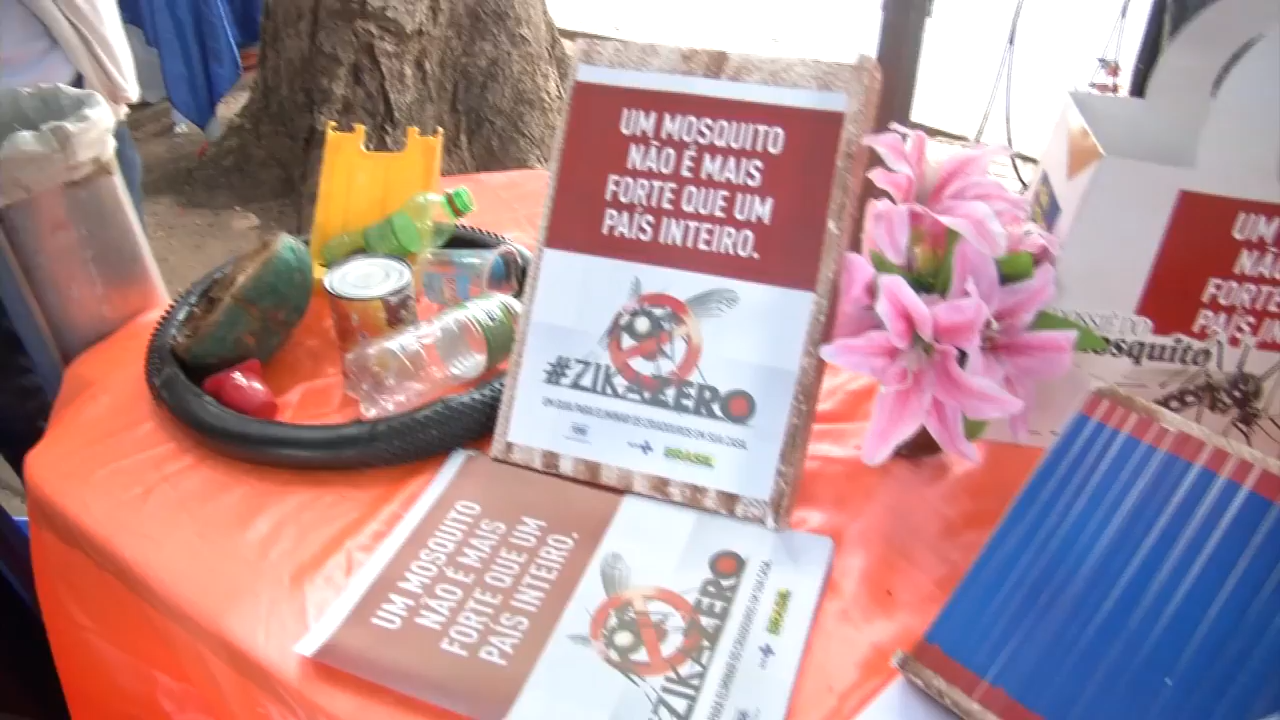 UM MOSQUITO
NÃO É MAIS
FORTE QUE UM
PAÍS INTEIRO.
#ZIKAZERO
BRASIL
UM MOSQUITO
NÃO É MAIS
FORTE QUE UM
PAÍS INTEIRO.
#ZIKAZERO
BRASIL
UM
NÃO
FORTE
PAÍS IN
mosquito